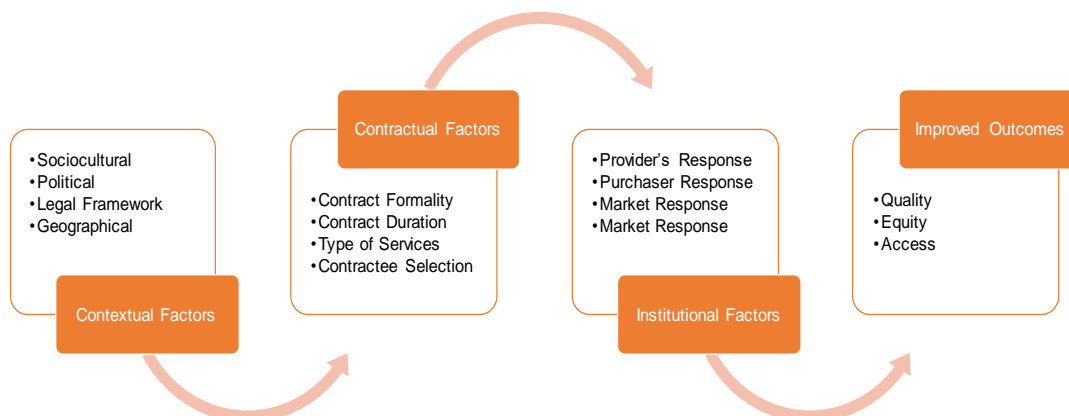 •Sociocultural
•Political
•Legal Framework
•Geographical
Contextual Factors
Contractual Factors
•Contract Formality
•Contract Duration
•Type of Services
•Contractee Selection
•Provider's Response
•Purchaser Response
•Market Response
•Market Response
Institutional Factors
Improved Outcomes
•Quality
•Equity
•Access